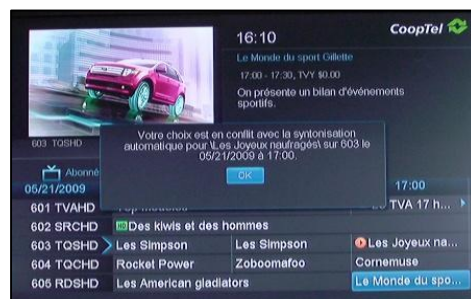 16:10
CoopTel
Le Monde du sport Gillette
17:00 - 17:30, TVY $0.00
On présente un bilan d'événements
sportifs.
603 TQSHD
Votre choix est en conflit avec la syntonisation
automatique pour \Les Joyeux naufragés\ sur 603 le
05/21/2009 à 17:00.
OK
Abonné
05/21/2009 17:00
601 TVAHD TVA 17 h...
602 SRCHD HD Des kiwis et des hommes
603 TQSHD Les Simpson Les Simpson Les Joyeux na...
604 TQCHD Rocket Power Zoboomafoo Cornemuse
605 RDSHD Les American gladiators Le Monde du spo...